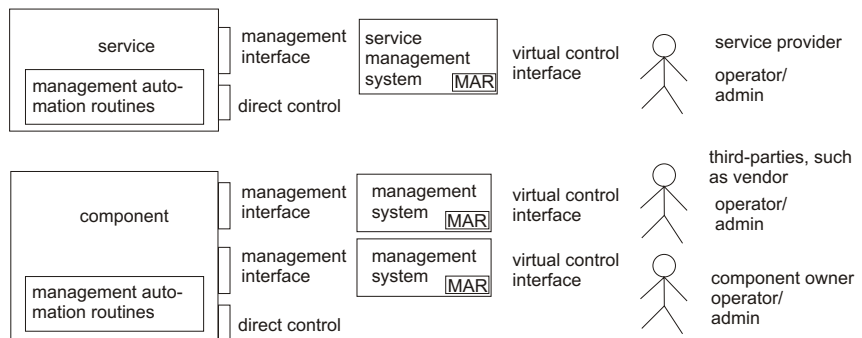 service
management auto-
mation routines
management
interface
direct control
service
management
system MAR
virtual control
interface
service provider
operator/
admin
component
management auto-
mation routines
management
interface
management
interface
direct control
management
system MAR
management
system MAR
virtual control
interface
virtual control
interface
third-parties, such
as vendor
operator/
admin
component owner
operator/
admin